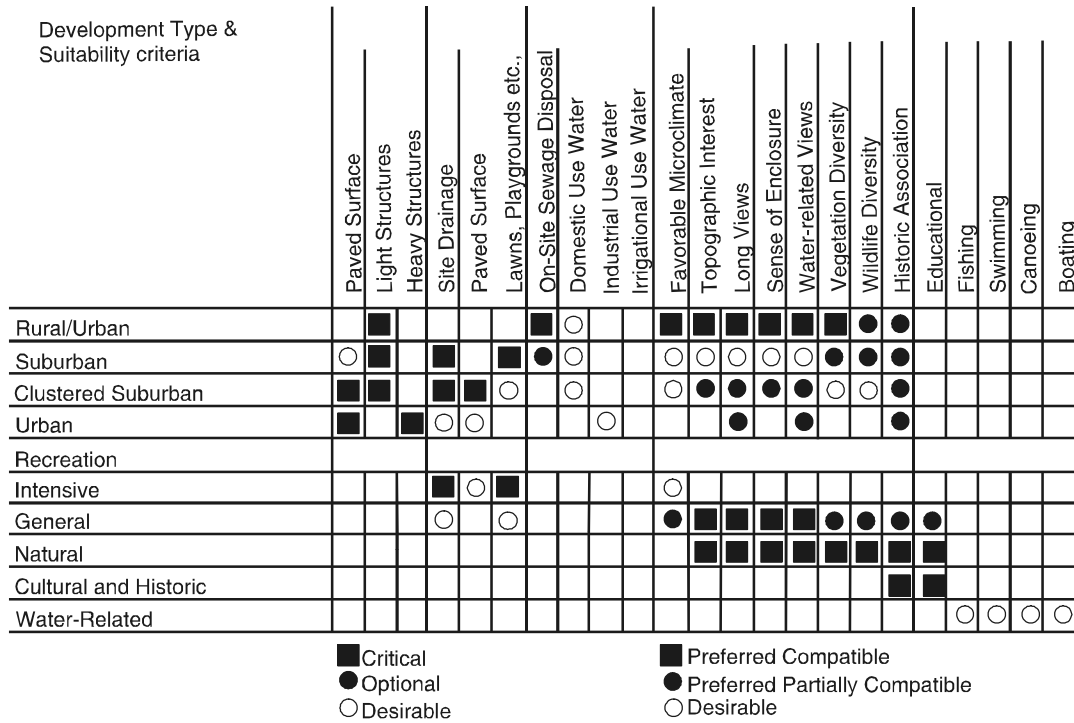 Development Type &
Suitability criteria
Paved Surface
Light Structures
Heavy Structures
Site Drainage
Paved Surface
Lawns, Playgrounds etc.,
On-Site Sewage Disposal
Domestic Use Water
Industrial Use Water
Irrigational Use Water
Favorable Microclimate
Topographic Interest
Long Views
Sense of Enclosure
Water-related Views
Vegetation Diversity
Wildlife Diversity
Historic Association
Educational
Fishing
Swimming
Canoeing
Boating
Rural/Urban
Suburban
Clustered Suburban
Urban
Recreation
Intensive
General
Natural
Cultural and Historic
Water-Related
Critical
Optional
Desirable
Preferred Compatible
Preferred Partially Compatible
Desirable